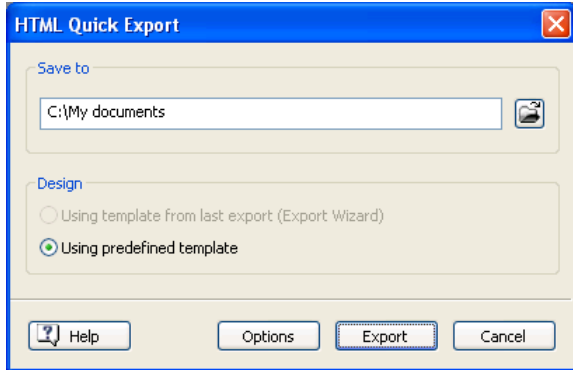 HTML Quick Export
Save to
C:\My documents
Design
Using template from last export (Export Wizard)
Using predefined template
Help Options Export Cancel